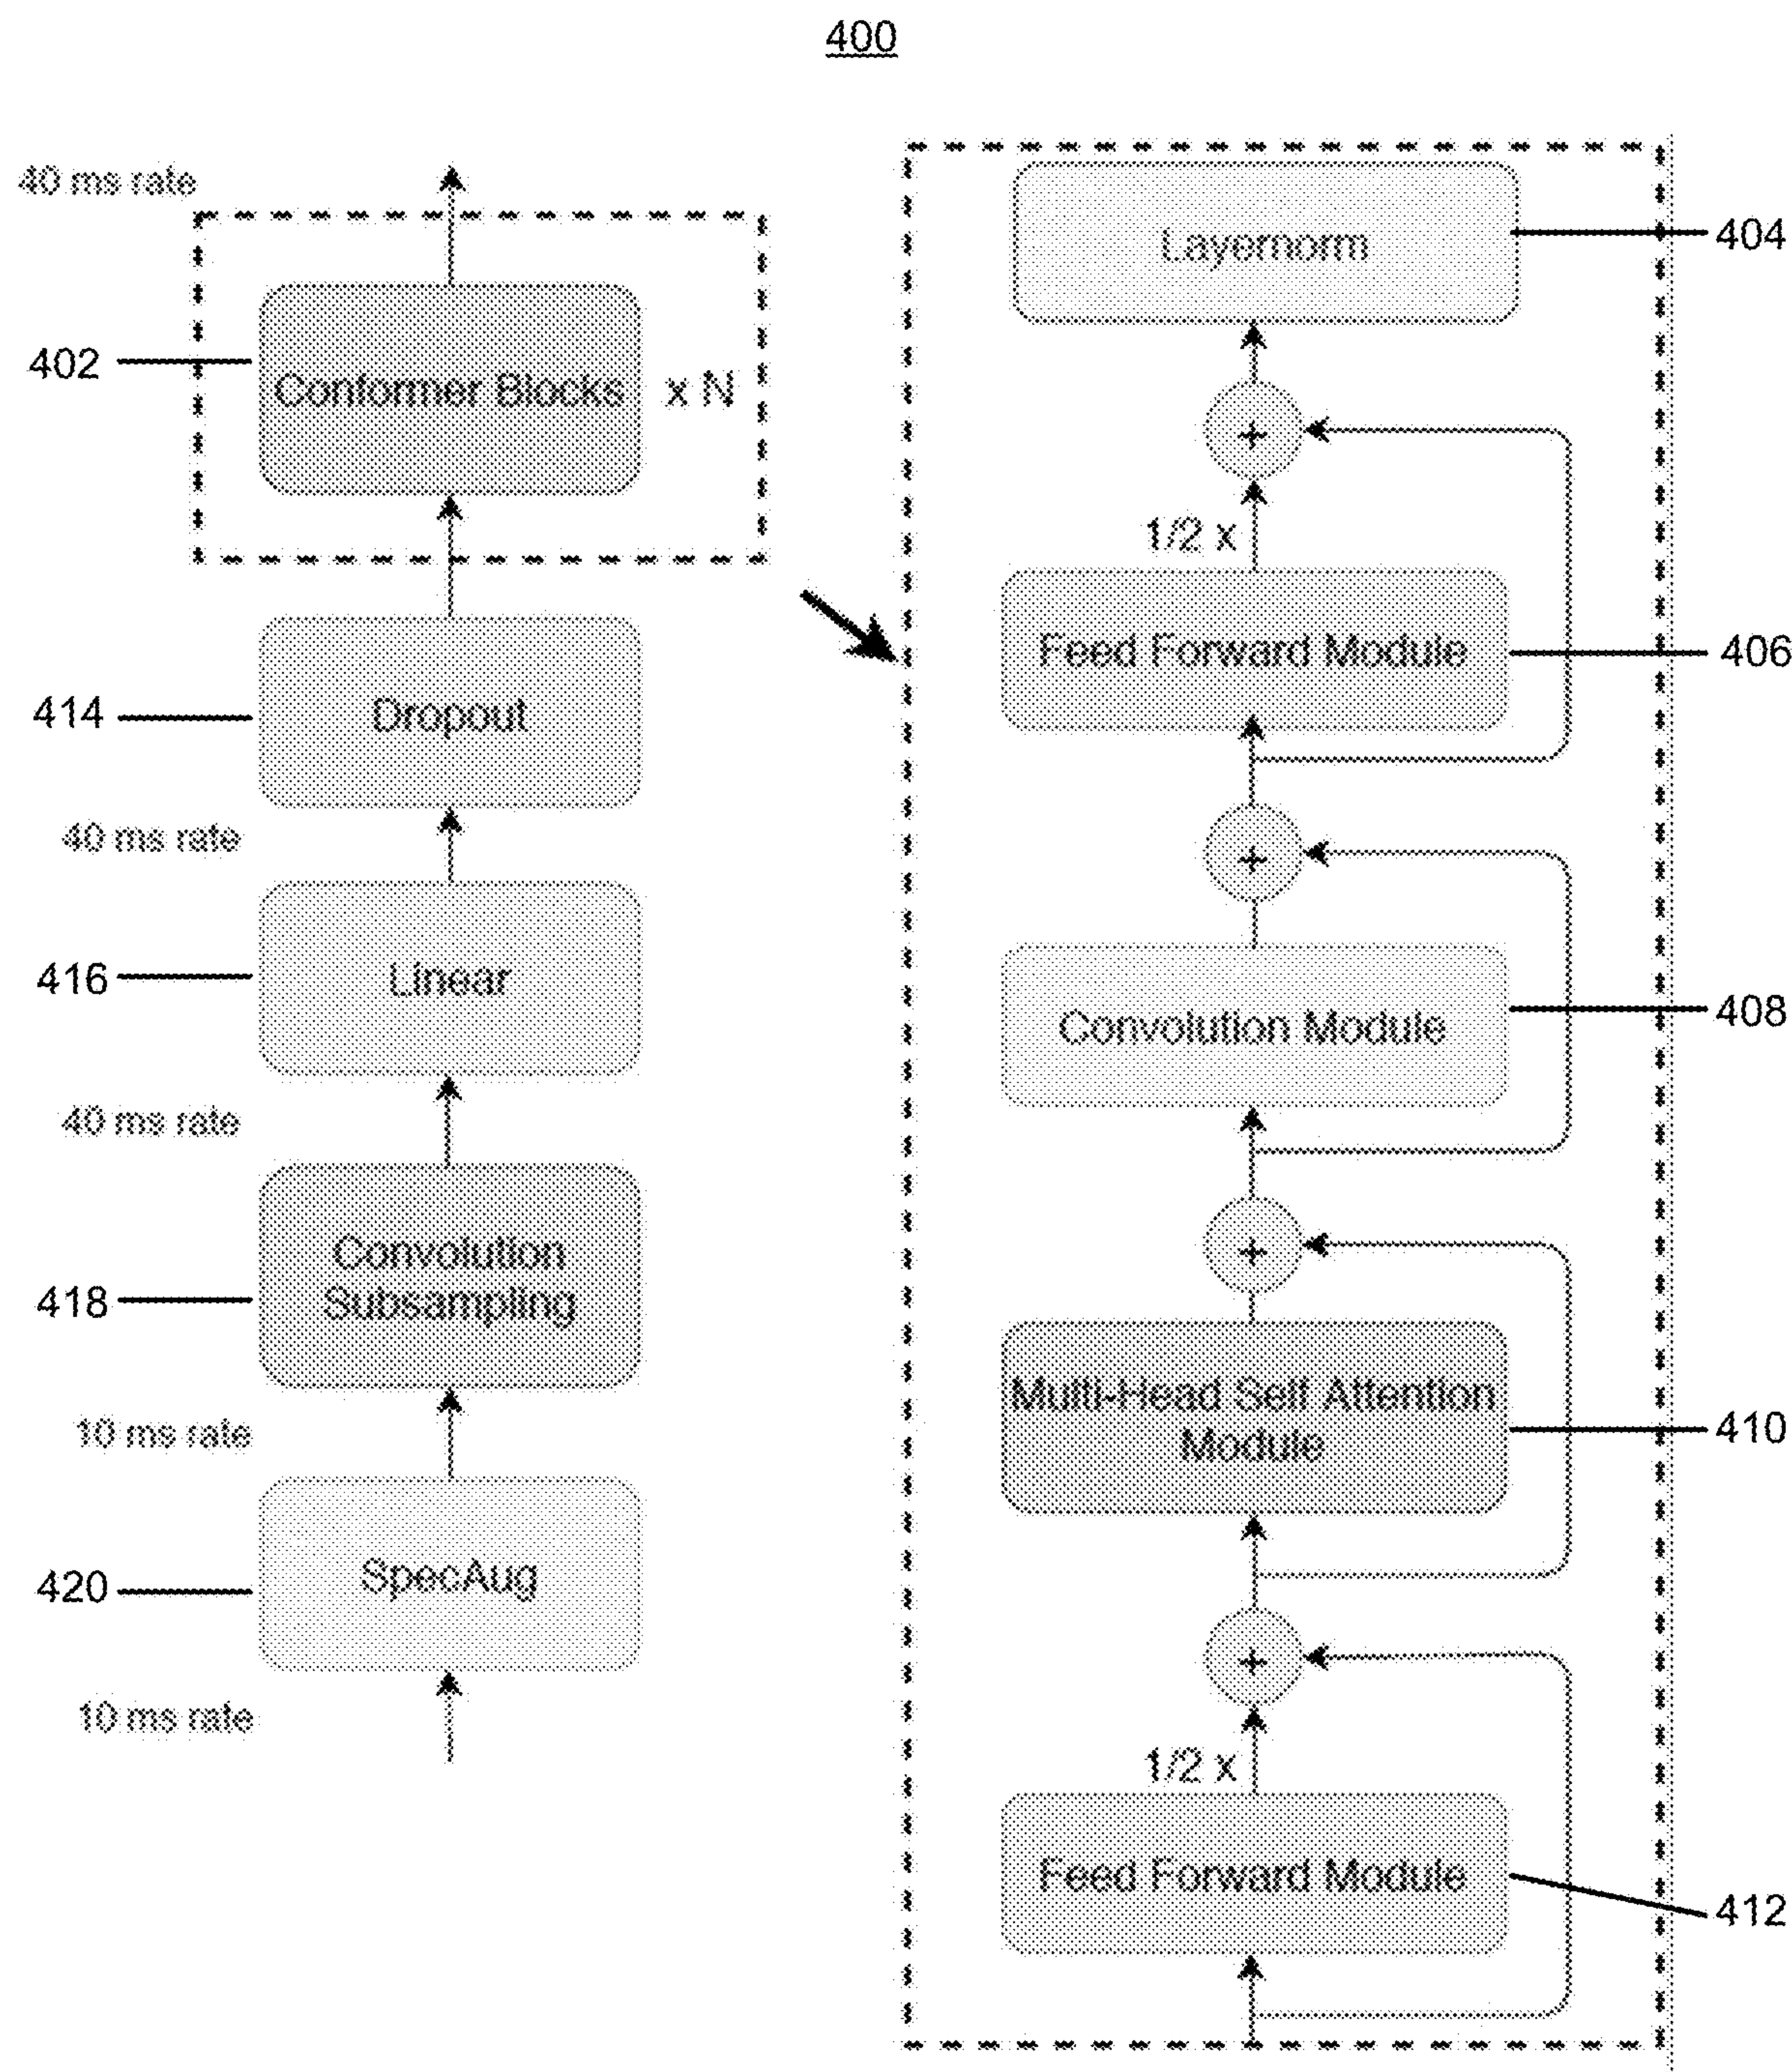 400
40 ms rate
402
Conformer Blocks
x N
414
Dropout
40 ms rate
416
Linear
40 ms rate
418
Convolution
Subsampling
10 ms rate
420
SpecAug
10 ms rate
Layernorm
404
+
1/2 x
Feed Forward Module
406
+
Convolution Module
408
+
Multi-Head Self Attention
Module
410
+
1/2 x
Feed Forward Module
412